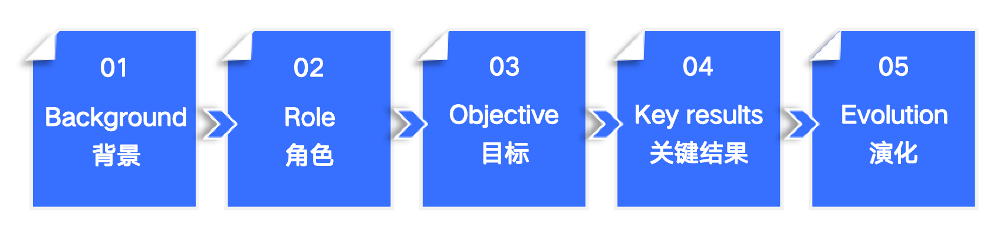 01
Background
背景
02
Role
角色
03
Objective
目标
04
Key results
关键结果
05
Evolution
演化